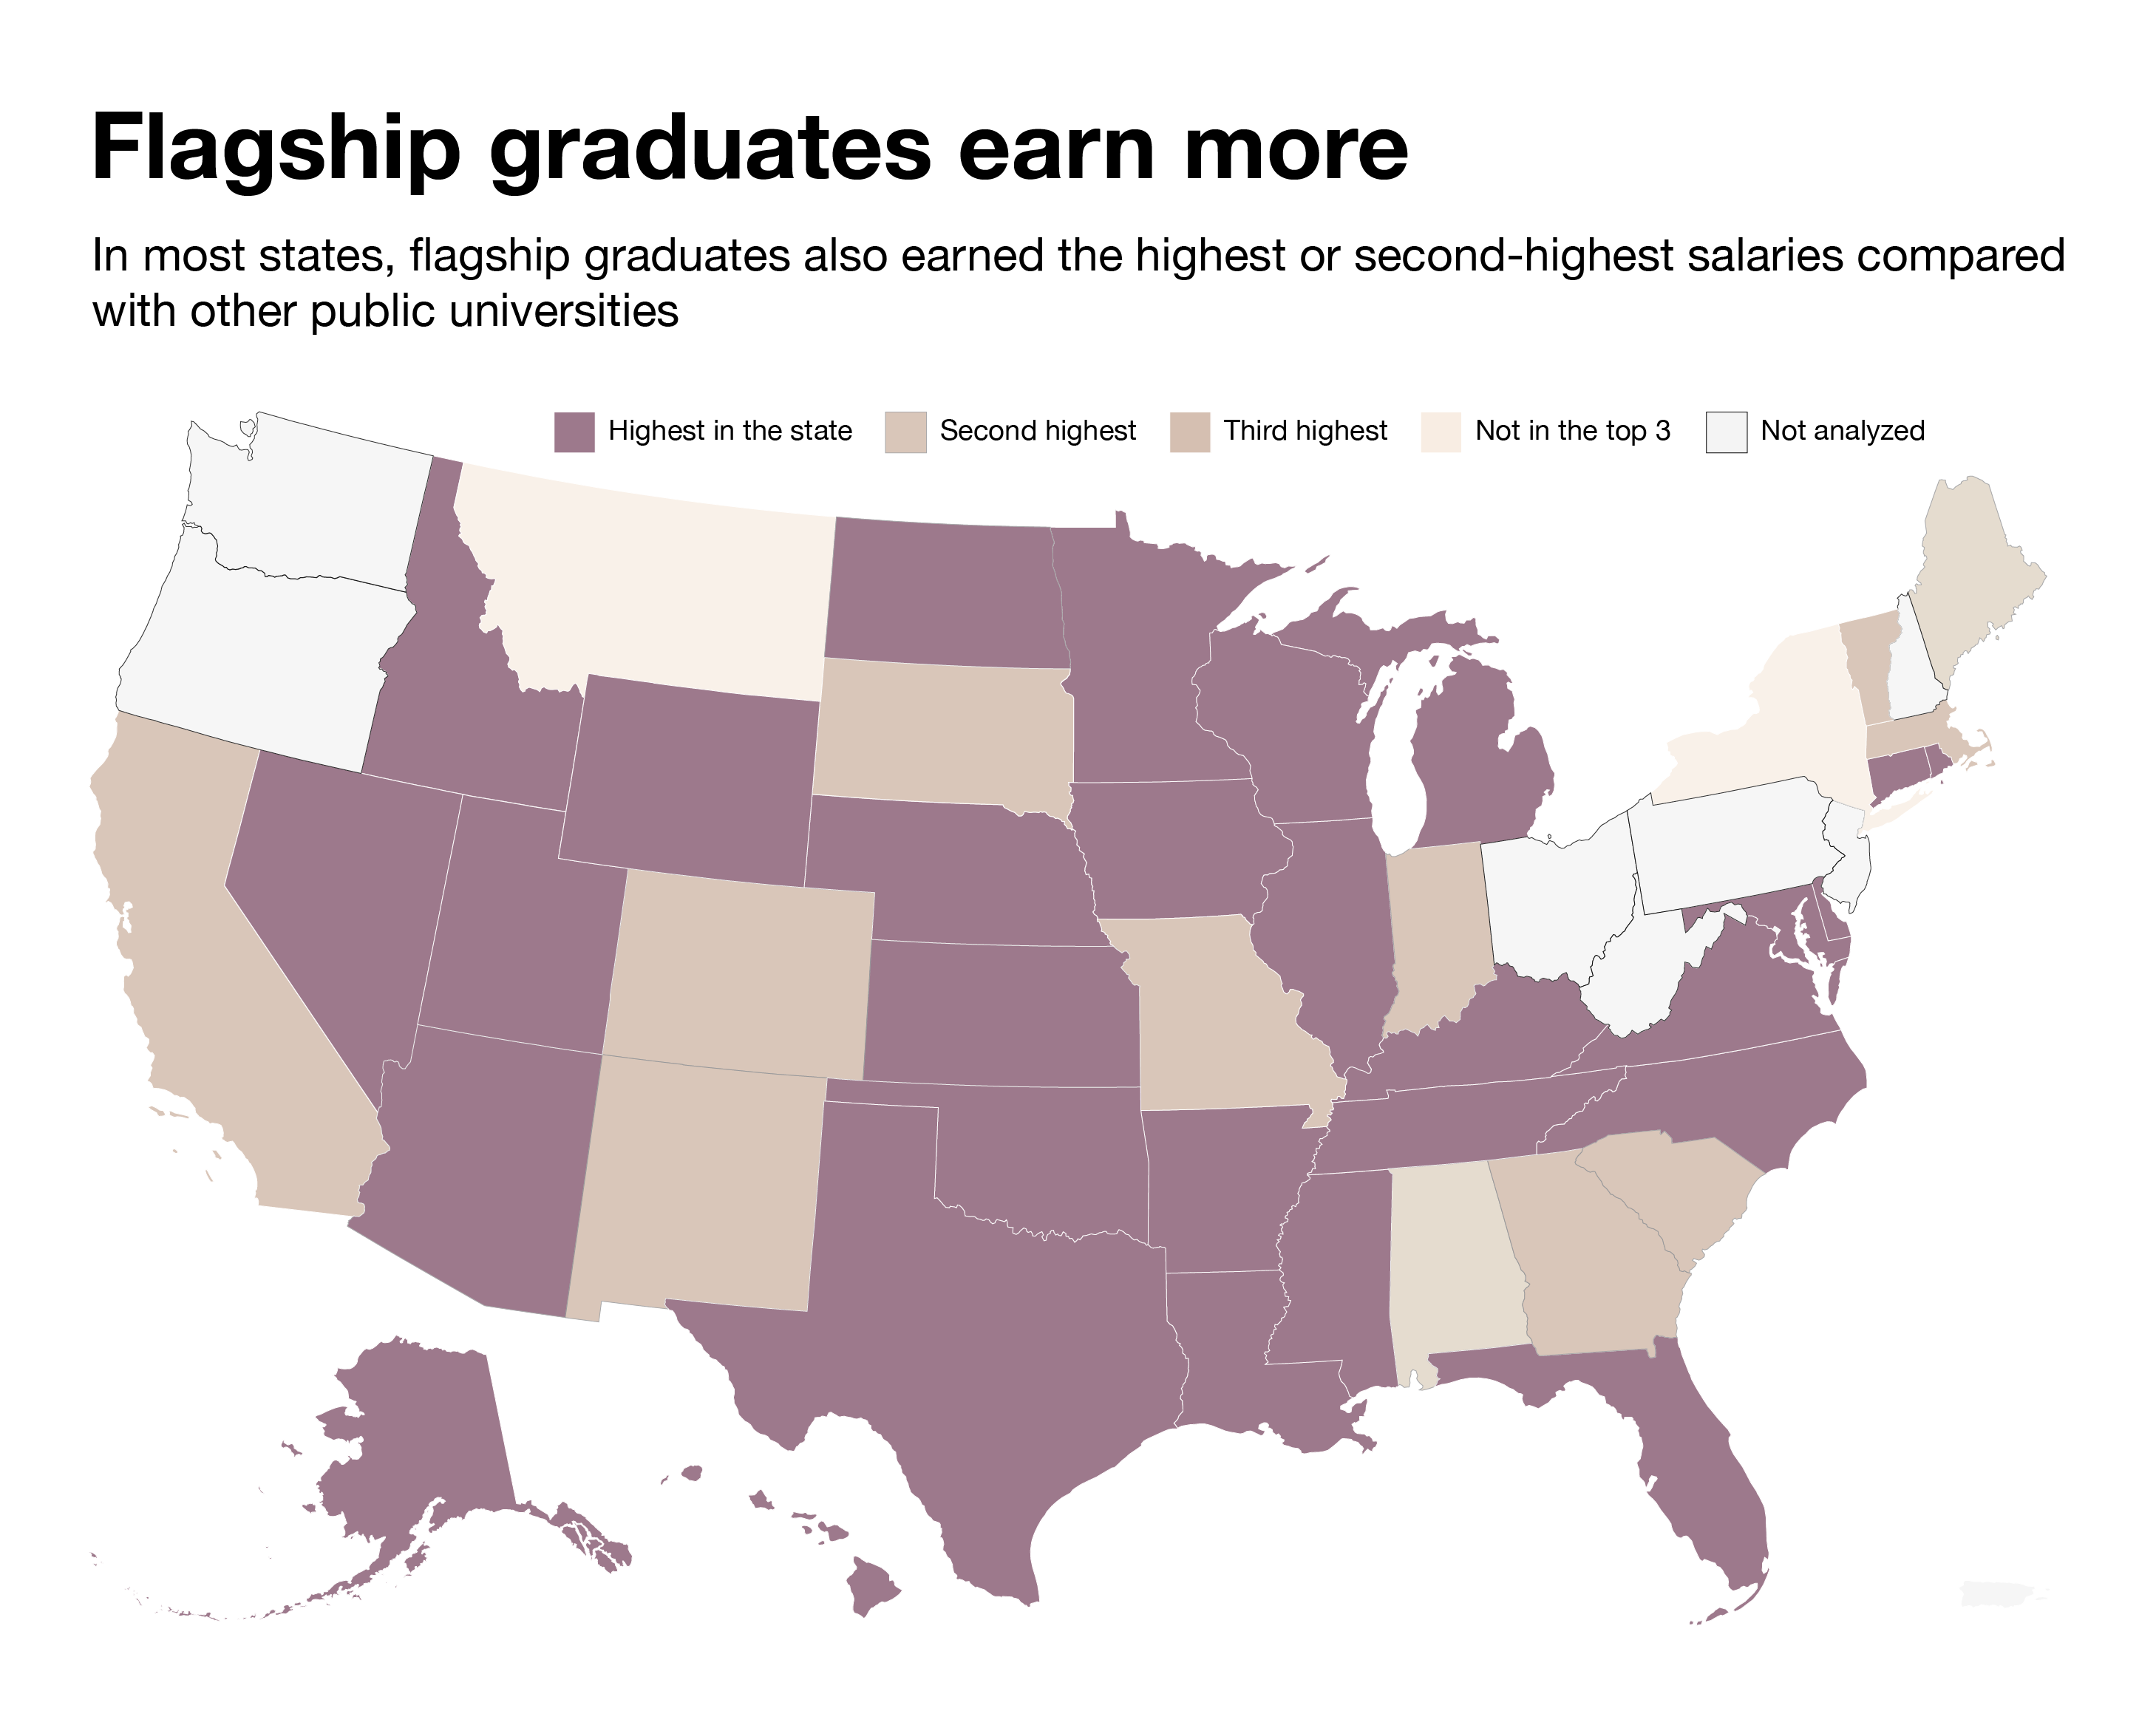 Flagship graduates earn more
In most states, flagship graduates also earned the highest or second-highest salaries compared
with other public universities
Highest in the state
Second highest
Third highest
Not in the top 3
Not analyzed